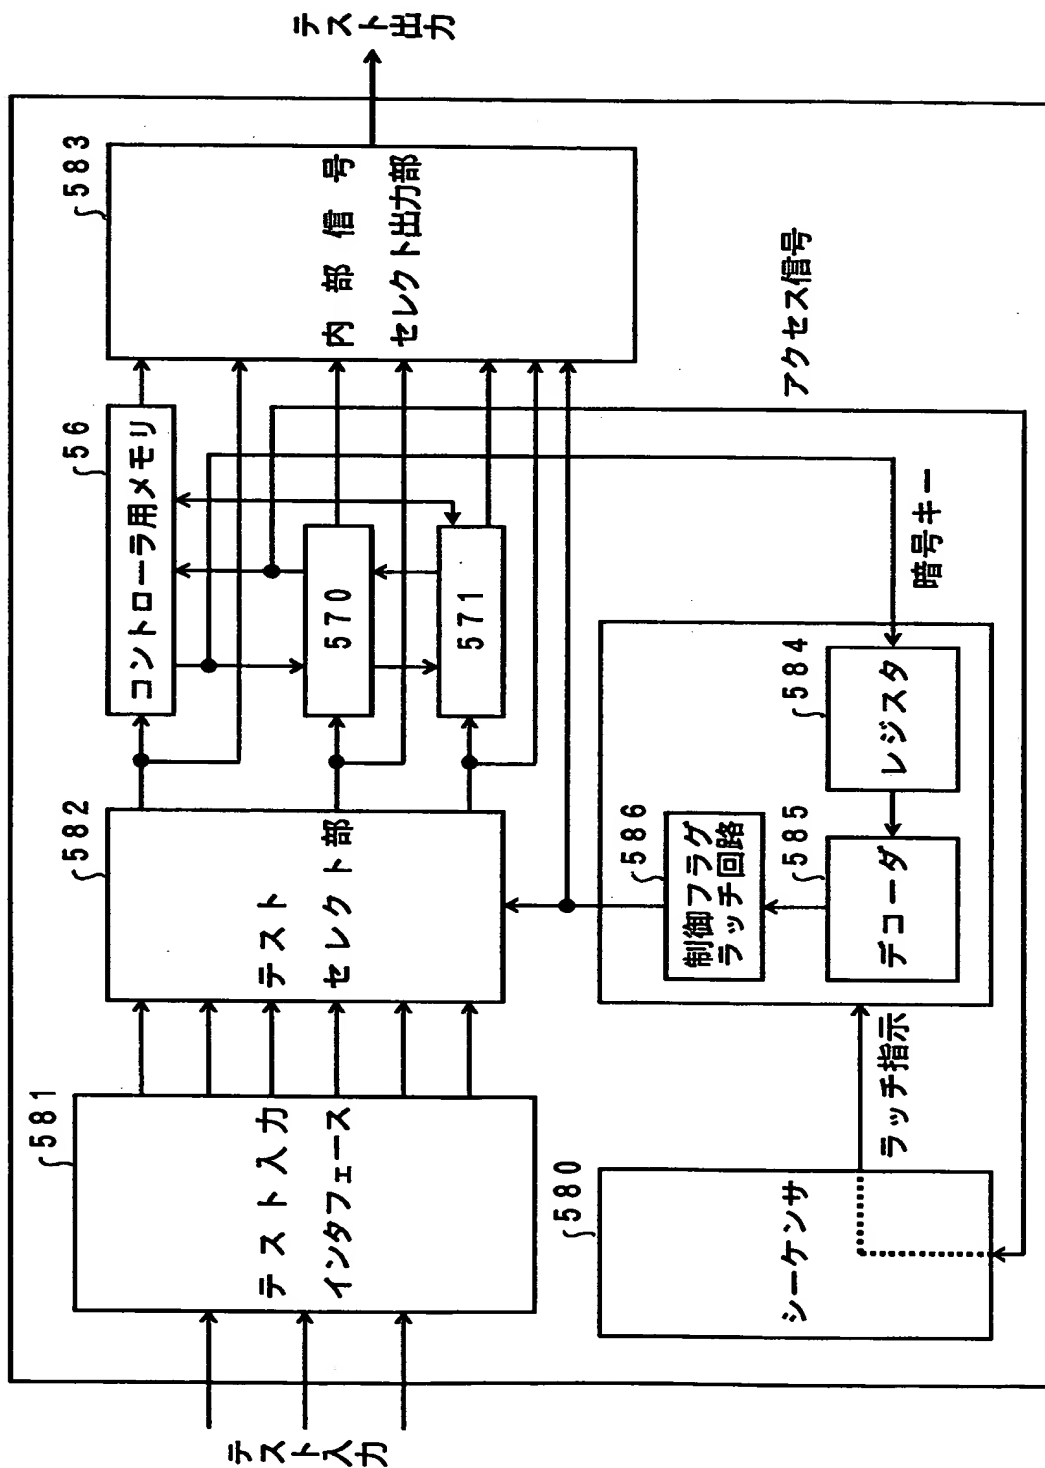 テスト入力
581
テスト入力
インタフェース
582
テスト
セレクト部
56
コントローラ用メモリ
570
571
583
内部信号
セレクト出力部
テスト出力
580
シーケンサ
ラッチ指示
586
制御フラグ
ラッチ回路
585
デコーダ
584
レジスタ
暗号キー
アクセス信号